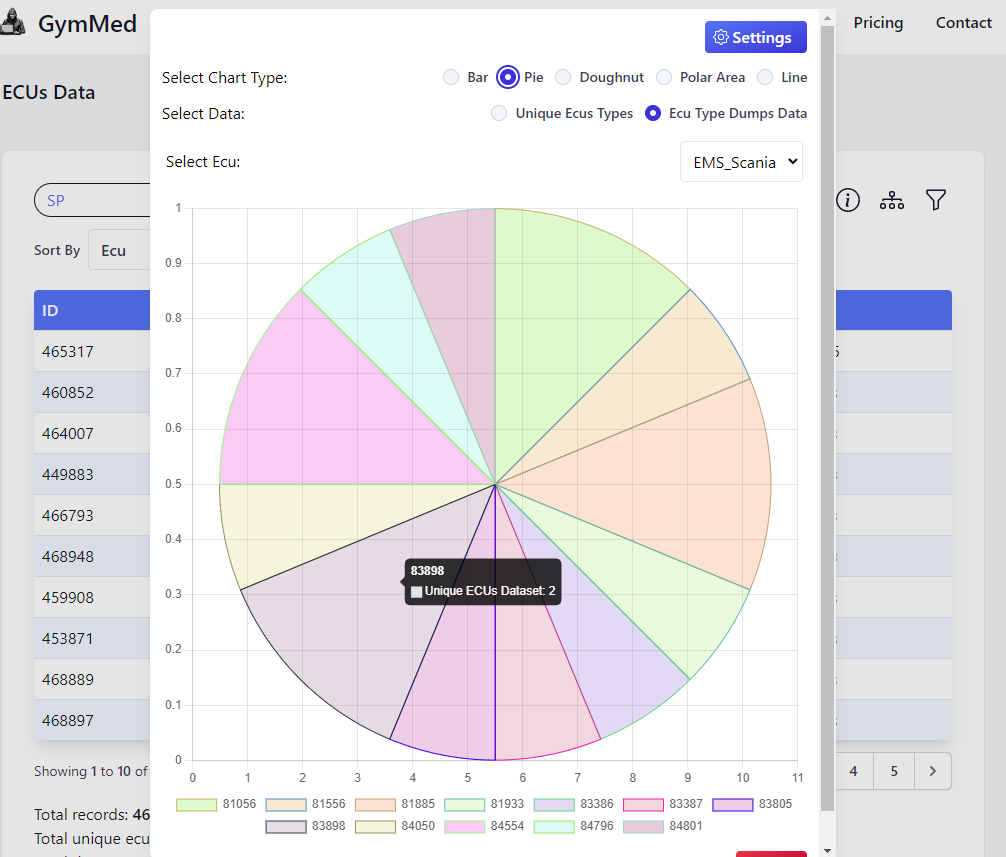 GymMed
Pricing
Contact
Settings
Select Chart Type:
Bar
Pie
Doughnut
Polar Area
Line
ECUs Data
Select Data:
Unique Ecus Types
Ecu Type Dumps Data
Select Ecu:
EMS_Scania
SP
Sort By
Ecu
ID
465317
460852
464007
449883
466793
468948
459908
453871
468889
468897
1
0.9
0.8
0.7
0.6
0.5
0.4
0.3
0.2
0.1
0
83898
Unique ECUs Dataset: 2
0 1 2 3 4 5 6 7 8 9 10 11
81056 81556 81885 81933 83386 83387 83805
83898 84050 84554 84796 84801
Showing 1 to 10 of
4
5
Total records: 46
Total unique ecu